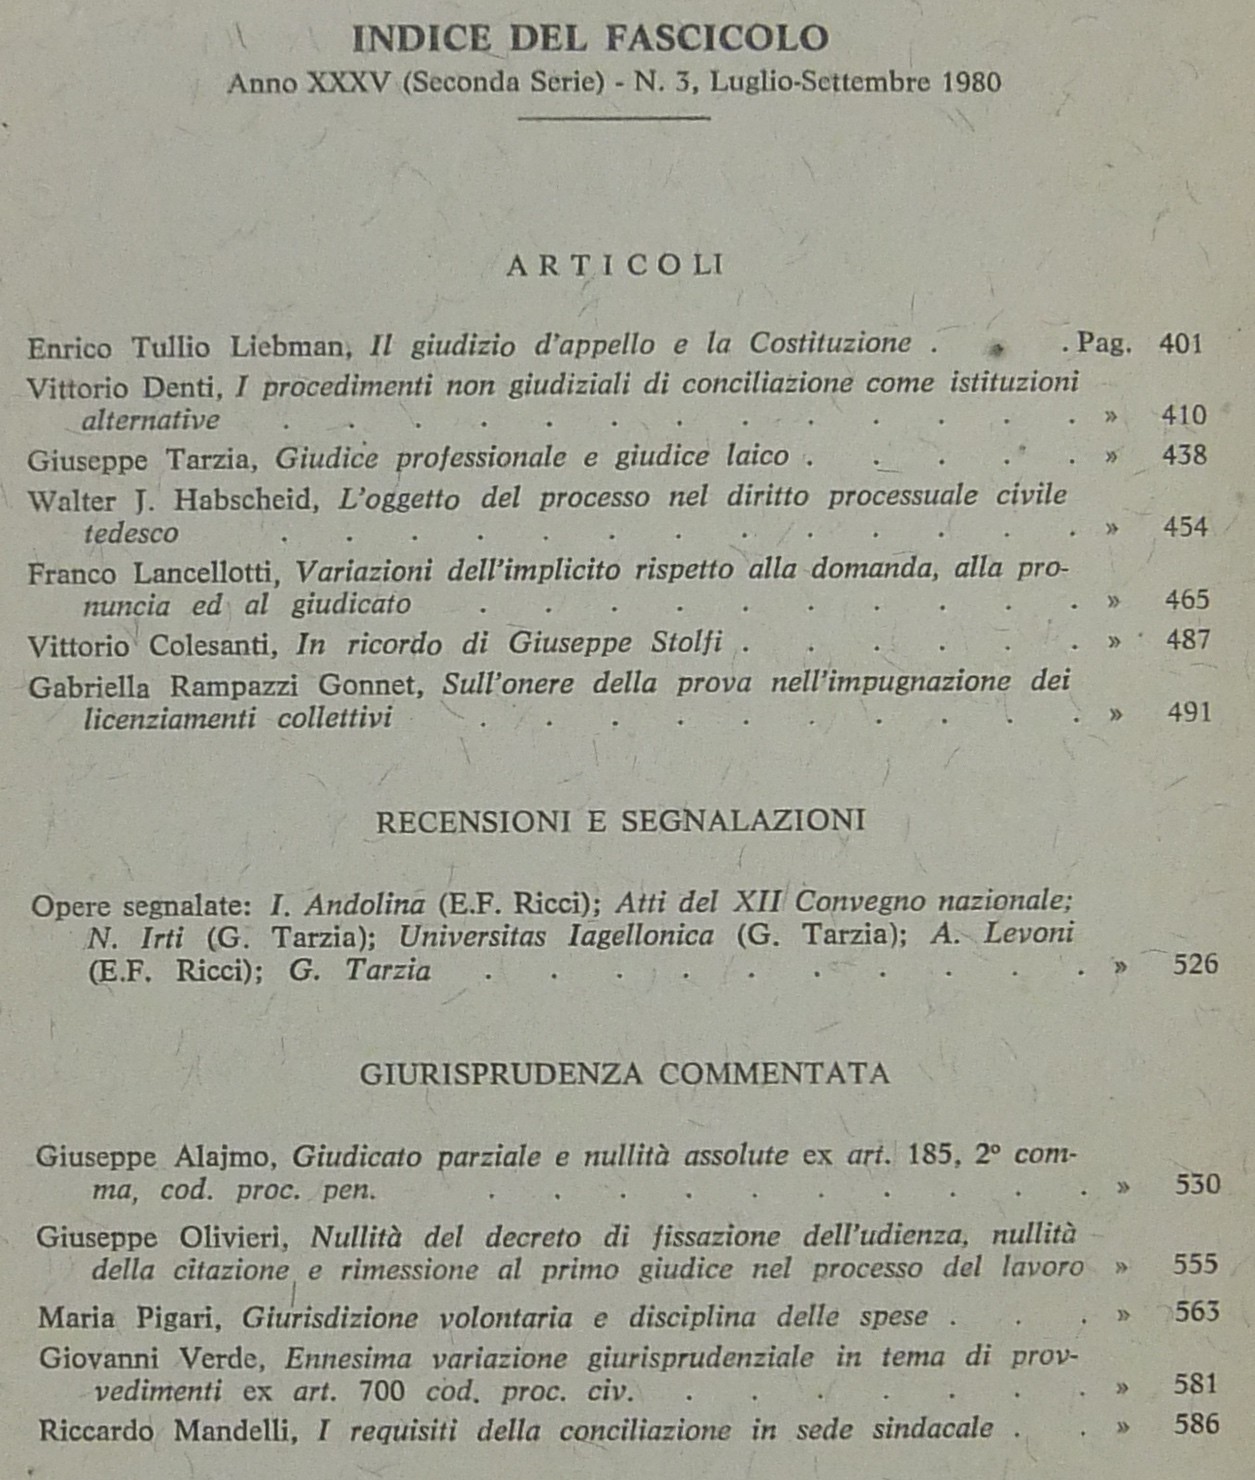 INDICE DEL FASCICOLO
Anno XXXV (Seconda Serie) - N. 3, Luglio-Settembre 1980
ARTICOLI
Enrico Tullio Liebman, Il giudizio d'appello e la Costituzione . . . Pag. 401
Vittorio Denti, I procedimenti non giudiziali di conciliazione come istituzioni
alternative . . . . . . . . . . . . . » 410
Giuseppe Tarzia, Giudice professionale e giudice laico . . . . . » 438
Walter J. Habscheid, L'oggetto del processo nel diritto processuale civile
tedesco . . . . . . . . . . . . . » 454
Franco Lancellotti, Variazioni dell'implicito rispetto alla domanda, alla pro-
nuncia ed al giudicato . . . . . . . . . . » 465
Vittorio Colesanti, In ricordo di Giuseppe Stolfi . . . . . . » 487
Gabriella Rampazzi Gonnet, Sull'onere della prova nell'impugnazione dei
licenziamenti collettivi . . . . . . . . . . » 491
RECENSIONI E SEGNALAZIONI
Opere segnalate: I. Andolina (E.F. Ricci); Atti del XII Convegno nazionale;
N. Irti (G. Tarzia); Universitas Iagellonica (G. Tarzia); A. Levoni
(E.F. Ricci); G. Tarzia . . . . . . . . . . » 526
GIURISPRUDENZA COMMENTATA
Giuseppe Alajmo, Giudicato parziale e nullità assolute ex art. 185, 2º com-
ma, cod. proc. pen. . . . . . . . . . . » 530
Giuseppe Olivieri, Nullità del decreto di fissazione dell'udienza, nullità
della citazione e rimessione al primo giudice nel processo del lavoro » 555
Maria Pigari, Giurisdizione volontaria e disciplina delle spese . . . » 563
Giovanni Verde, Ennesima variazione giurisprudenziale in tema di prov-
vedimenti ex art. 700 cod. proc. civ. . . . . . . . » 581
Riccardo Mandelli, I requisiti della conciliazione in sede sindacale . . » 586